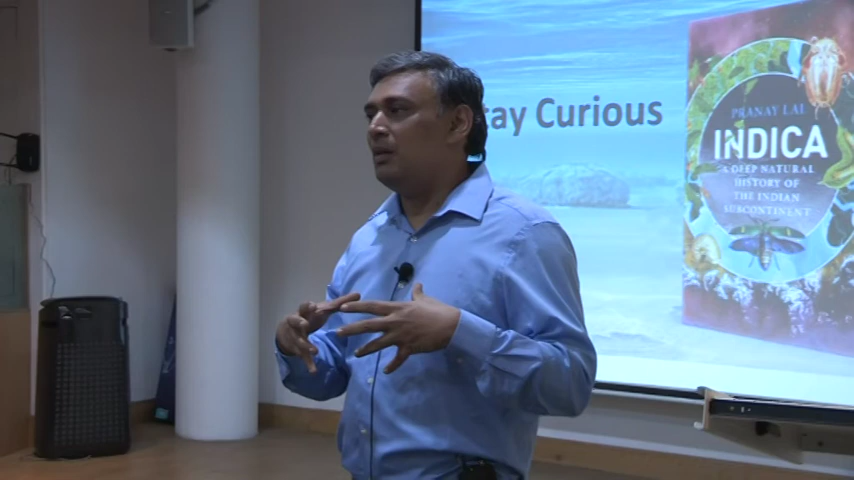 tay Curious
PRANAY LAL
INDICA
A DEEP NATURAL
HISTORY OF
THE INDIAN
SUBCONTINENT